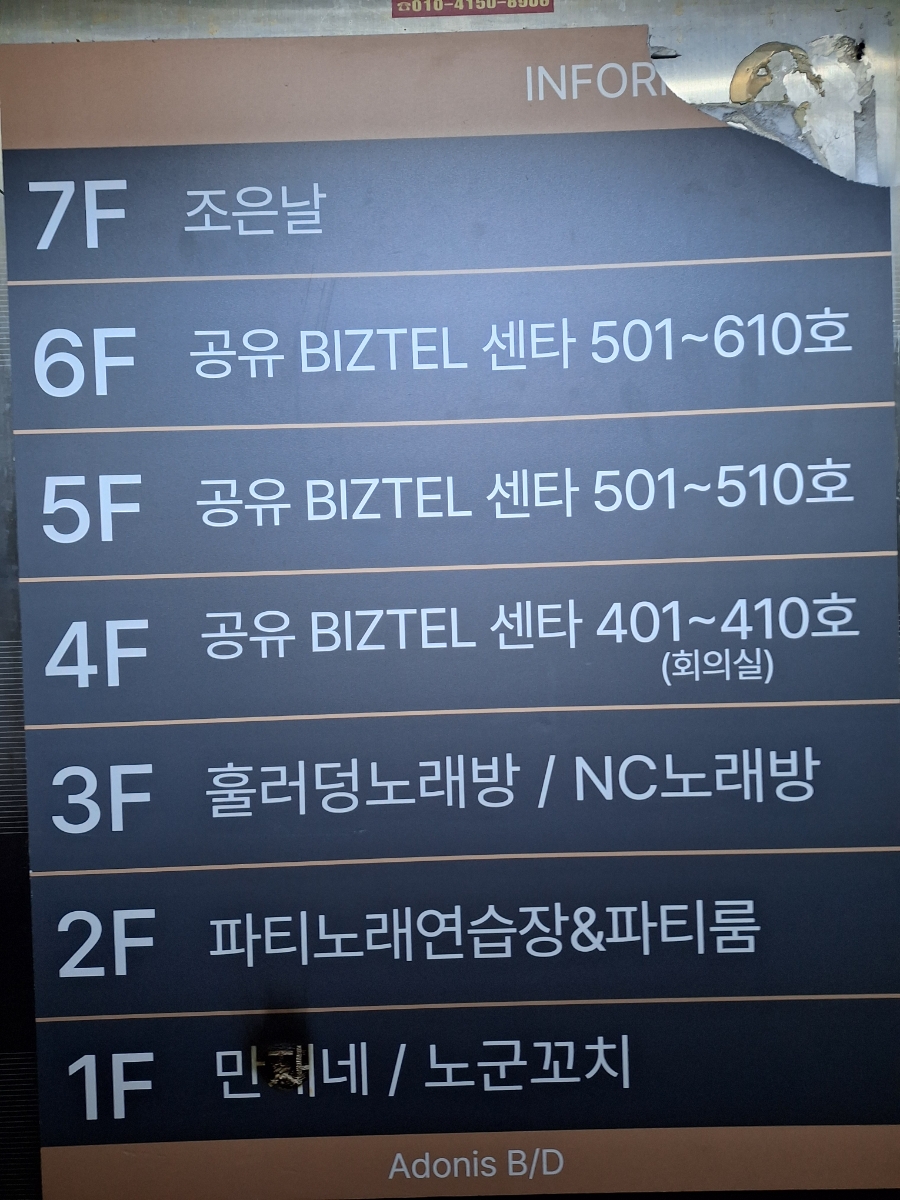 ☎010-4150-8908
INFOR
7F 조은날
6F 공유 BIZTEL 센타 501~610호
5F 공유 BIZTEL 센타 501~510호
4F 공유 BIZTEL 센타 401~410호
(회의실)
3F 훌러덩노래방 / NC노래방
2F 파티노래연습장&파티룸
1F / 노군꼬치
Adonis B/D